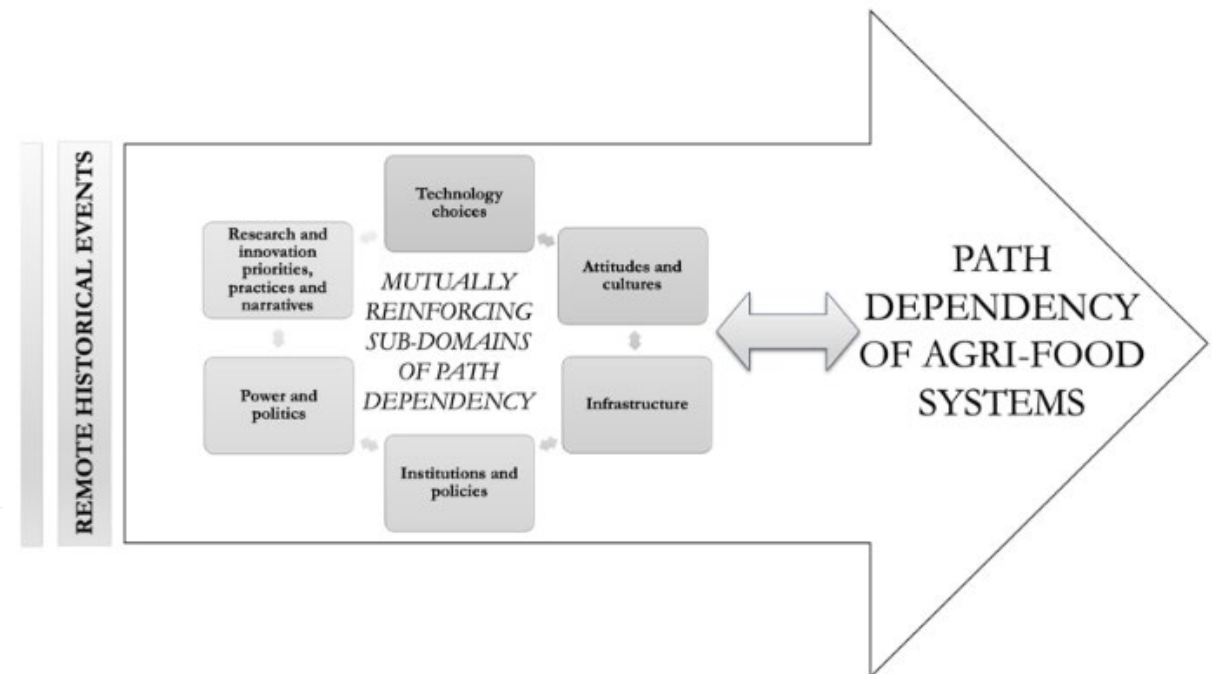 REMOTE HISTORICAL EVENTS
Technology
choices
Research and
innovation
priorities,
practices and
narratives
Attitudes and
cultures
MUTUALLY
REINFORCING
SUB-DOMAINS
OF PATH
DEPENDENCY
Power and
politics
Infrastructure
Institutions and
policies
PATH
DEPENDENCY
OF AGRI-FOOD
SYSTEMS